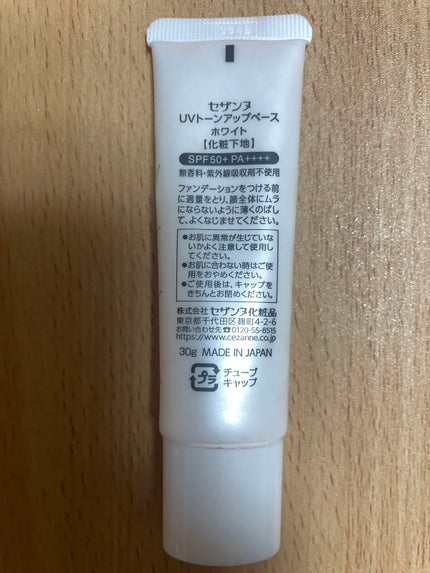 セザンヌ
UVトーンアップベース
ホワイト
【化粧下地】
SPF50+ PA++++
無香料・紫外線吸収剤不使用
ファンデーションをつける前
に適量をとり、顔全体にムラ
にならないように薄くのばし
て、よくなじませてください。
●お肌に異常が生じていな
いかよく注意して使用し
てください。
●お肌に合わない時はご使
用をおやめください。
●ご使用後は、キャップを
きちんとお閉めください。
株式会社 セザンヌ化粧品
東京都千代田区麹町4-2-6
お問い合わせ先 0120-55-8515
https://www.cezanne.co.jp
30g MADE IN JAPAN
プラ
チューブ
キャップ